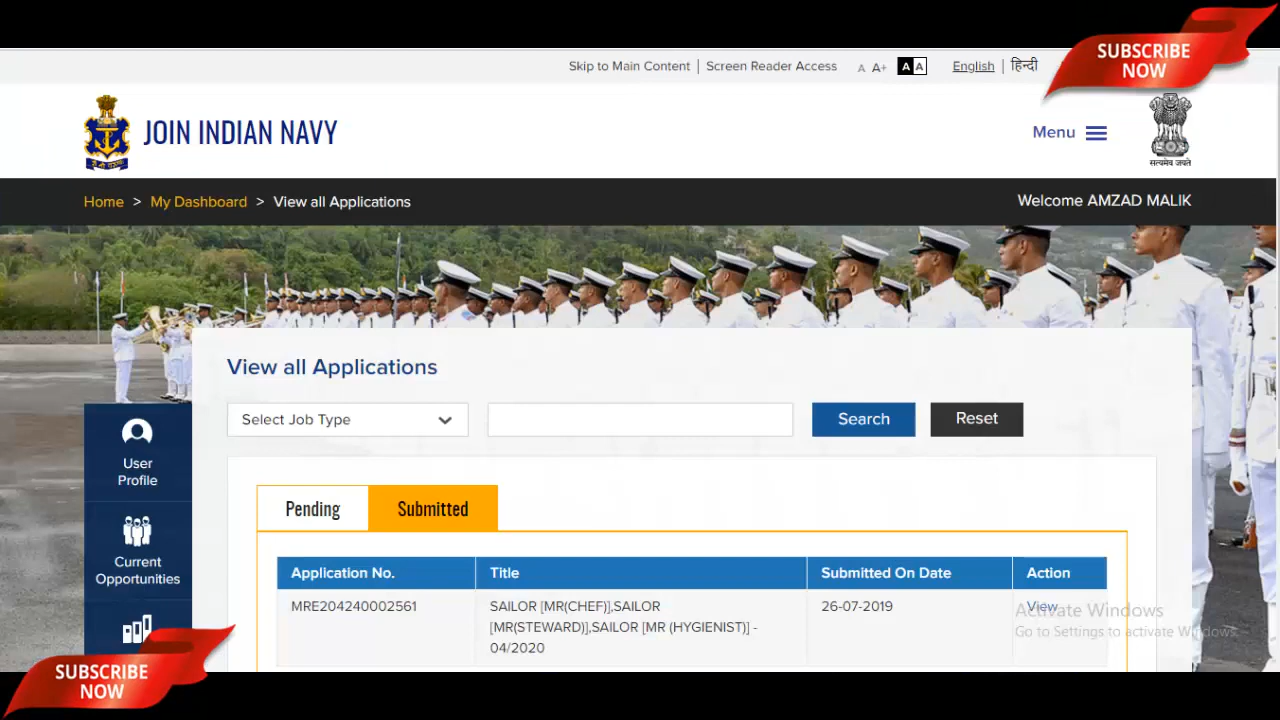 SUBSCRIBE
NOW
Skip to Main Content | Screen Reader Access A A+ A A English | हिन्दी
JOIN INDIAN NAVY
Menu
सत्यमेव जयते
Home > My Dashboard > View all Applications
Welcome AMZAD MALIK
View all Applications
Select Job Type
Search
Reset
User
Profile
Pending
Submitted
Current
Opportunities
Application No. Title Submitted On Date Action
MRE204240002561 SAILOR [MR(CHEF)],SAILOR 26-07-2019 View
[MR(STEWARD)],SAILOR [MR (HYGIENIST)] -
04/2020
Activate Windows
Go to Settings to activate Windows.
SUBSCRIBE
NOW